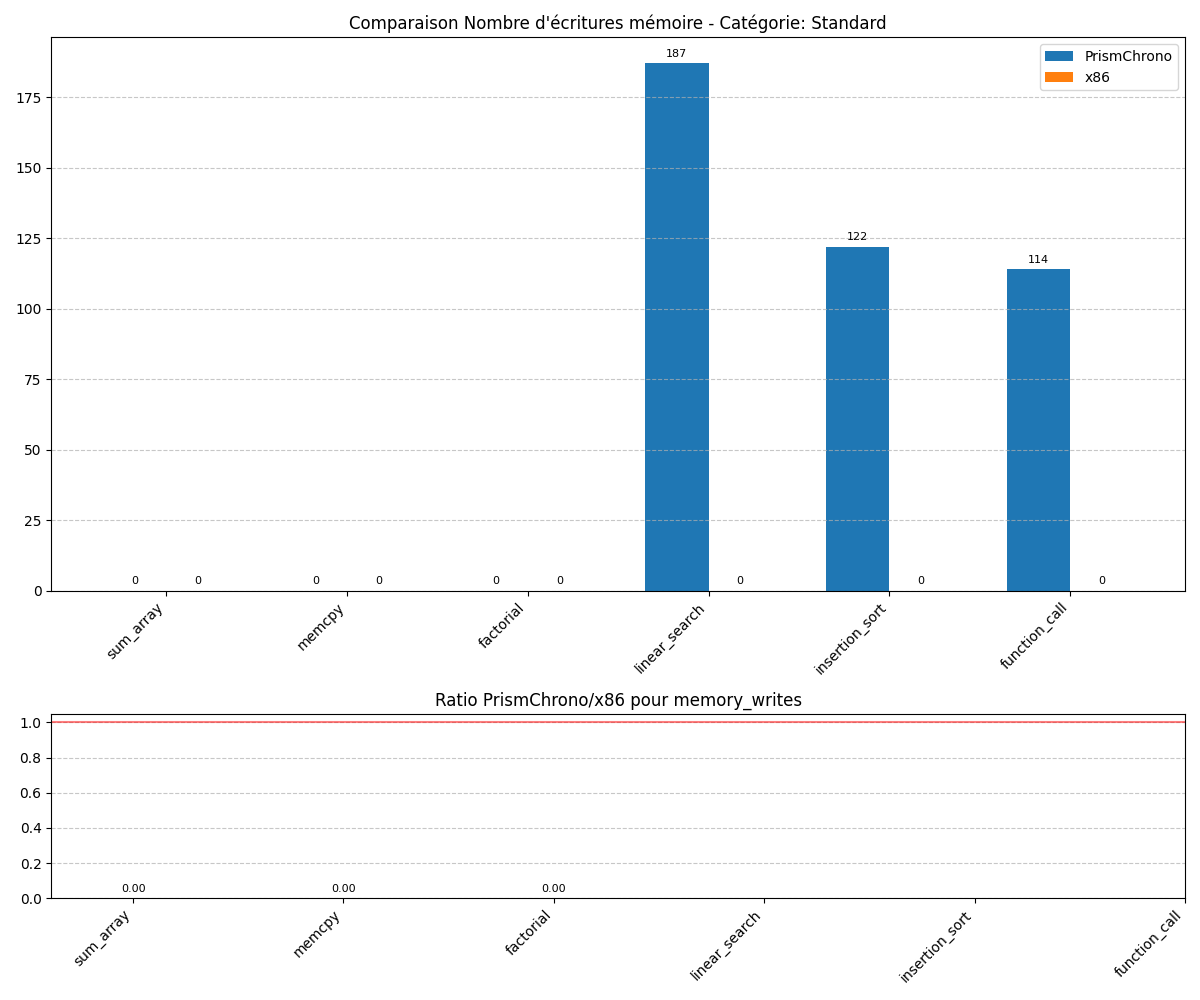 Comparaison Nombre d'écritures mémoire - Catégorie: Standard
PrismChrono
x86
175
150
125
100
75
50
25
0
187
122
114
0 0 0 0 0 0 0 0 0
sum_array
memcpy
factorial
linear_search
insertion_sort
function_call
Ratio PrismChrono/x86 pour memory_writes
1.0
0.8
0.6
0.4
0.2
0.0
0.00 0.00 0.00
sum_array
memcpy
factorial
linear_search
insertion_sort
function_call